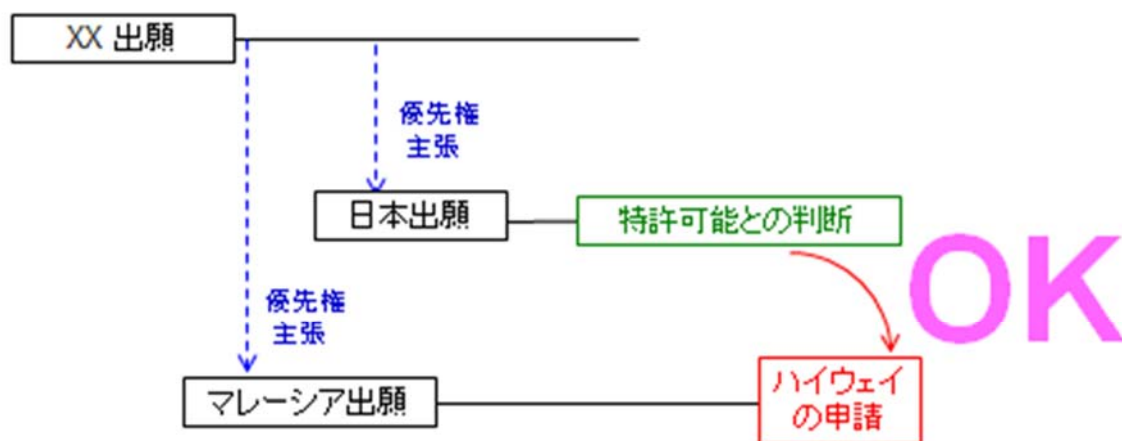 XX 出願
優先権
主張
日本出願
特許可能との判断
OK
優先権
主張
マレーシア出願
ハイウェイ
の申請